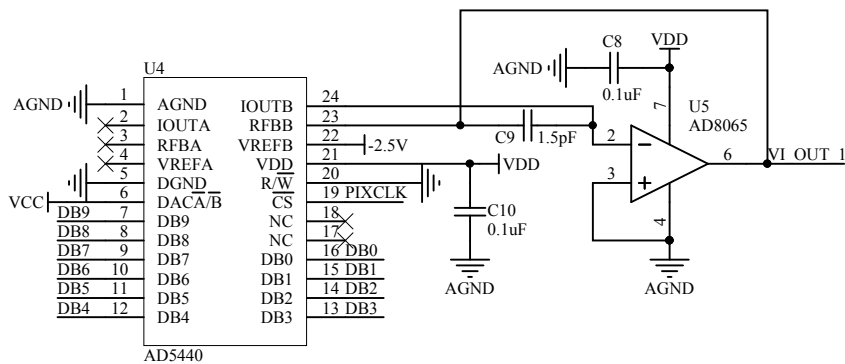 C8
VDD
AGND
0.1uF
U4
U5
AD8065
7
AGND 1 AGND IOUTB 24
2 IOUTA RFBB 23
3 RFBA VREFB 22 -2.5V
4 VREFA VDD 21 VDD
5 DGND R/W 20
VCC 6 DACA/B CS 19 PIXCLK
DB9 7 DB9 NC 18
DB8 8 DB8 NC 17
DB7 9 DB7 DB0 16 DB0
DB6 10 DB6 DB1 15 DB1
DB5 11 DB5 DB2 14 DB2
DB4 12 DB4 DB3 13 DB3
AD5440
C9 1.5pF
2
3
6 VI OUT 1
4
C10
0.1uF
AGND
AGND